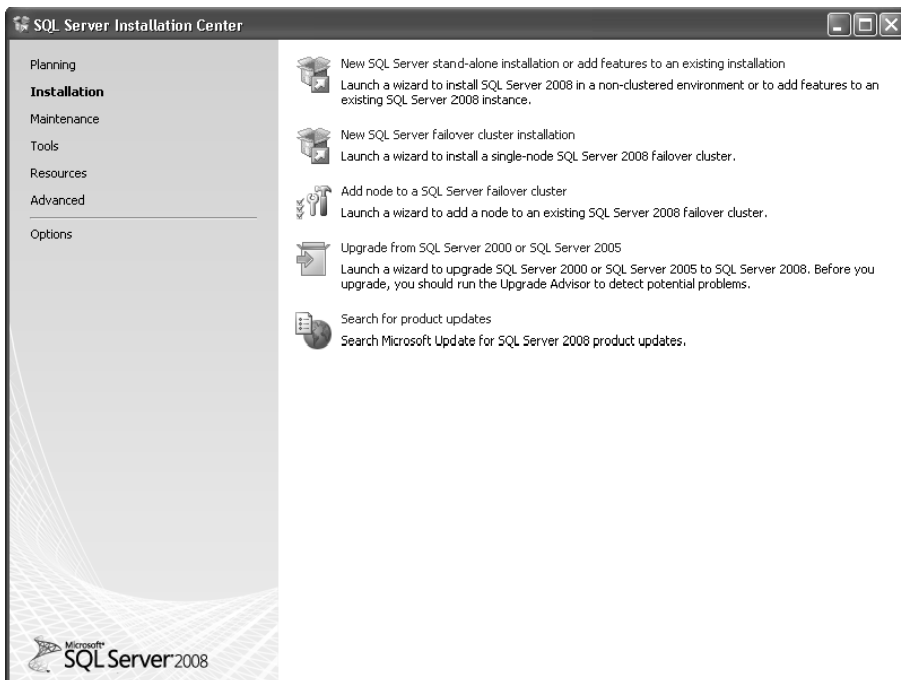 SQL Server Installation Center
Planning
Installation
Maintenance
Tools
Resources
Advanced
Options
New SQL Server stand-alone installation or add features to an existing installation
Launch a wizard to install SQL Server 2008 in a non-clustered environment or to add features to an
existing SQL Server 2008 instance.
New SQL Server failover cluster installation
Launch a wizard to install a single-node SQL Server 2008 failover cluster.
Add node to a SQL Server failover cluster
Launch a wizard to add a node to an existing SQL Server 2008 failover cluster.
Upgrade from SQL Server 2000 or SQL Server 2005
Launch a wizard to upgrade SQL Server 2000 or SQL Server 2005 to SQL Server 2008. Before you
upgrade, you should run the Upgrade Advisor to detect potential problems.
Search for product updates
Search Microsoft Update for SQL Server 2008 product updates.
Microsoft
SQL Server 2008